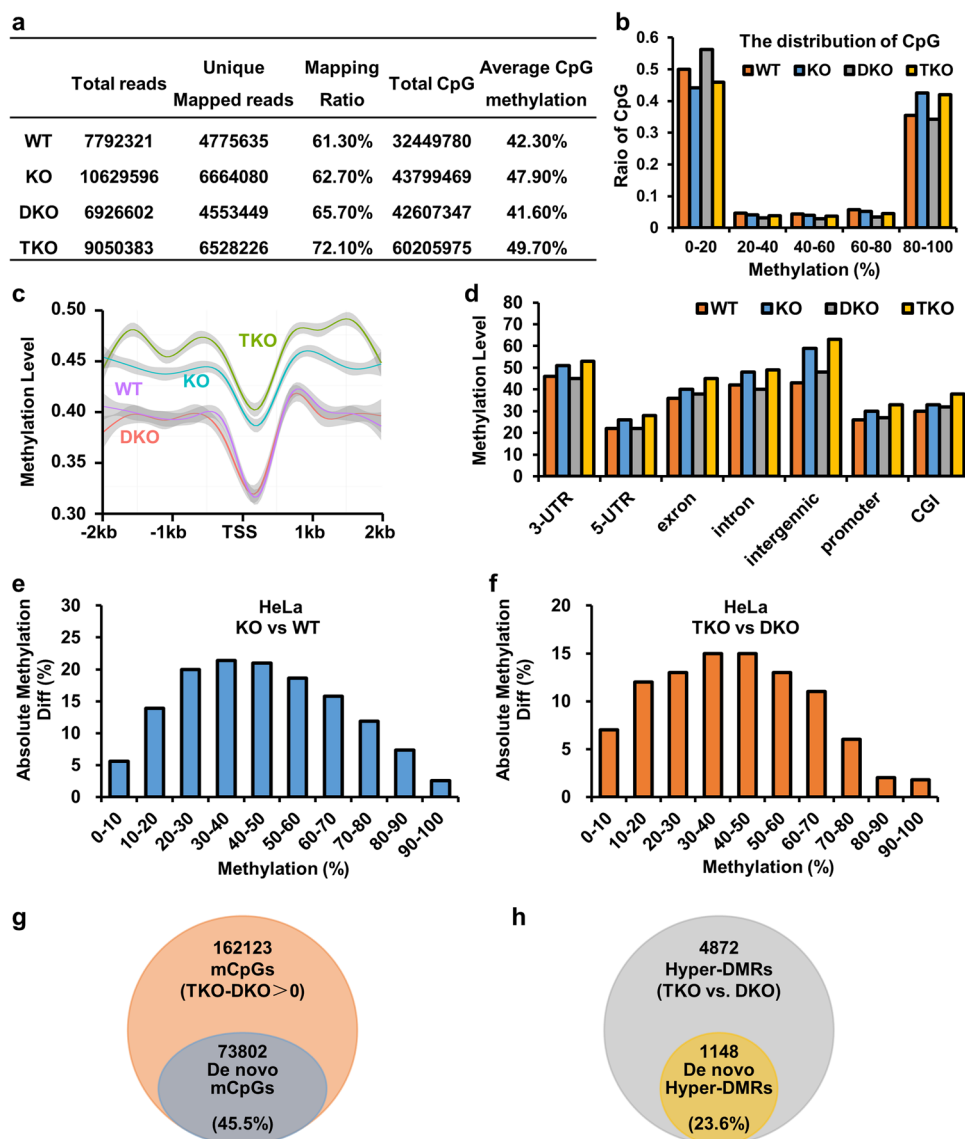 a
Total reads Unique Mapped reads Mapping Ratio Total CpG Average CpG methylation
WT 7792321 4775635 61.30% 32449780 42.30%
KO 10629596 6664080 62.70% 43799469 47.90%
DKO 6926602 4553449 65.70% 42607347 41.60%
TKO 9050383 6528226 72.10% 60205975 49.70%
b
The distribution of CpG
WT KO DKO TKO
Raio of CpG
0.6
0.5
0.4
0.3
0.2
0.1
0
0-20 20-40 40-60 60-80 80-100
Methylation (%)
c
Methylation Level
0.50
0.45
0.40
0.35
0.30
TKO
KO
WT
DKO
-2kb -1kb TSS 1kb 2kb
d
WT KO DKO TKO
Methylation Level
80
70
60
50
40
30
20
10
0
3-UTR 5-UTR exron intron intergennic promoter CGI
e
HeLa
KO vs WT
Absolute Methylation
Diff (%)
30
25
20
15
10
5
0
0-10 10-20 20-30 30-40 40-50 50-60 60-70 70-80 80-90 90-100
Methylation (%)
f
HeLa
TKO vs DKO
Absolute Methylation
Diff (%)
20
15
10
5
0
0-10 10-20 20-30 30-40 40-50 50-60 60-70 70-80 80-90 90-100
Methylation (%)
g
162123
mCpGs
(TKO-DKO＞0)
73802
De novo
mCpGs
(45.5%)
h
4872
Hyper-DMRs
(TKO vs. DKO)
1148
De novo
Hyper-DMRs
(23.6%)